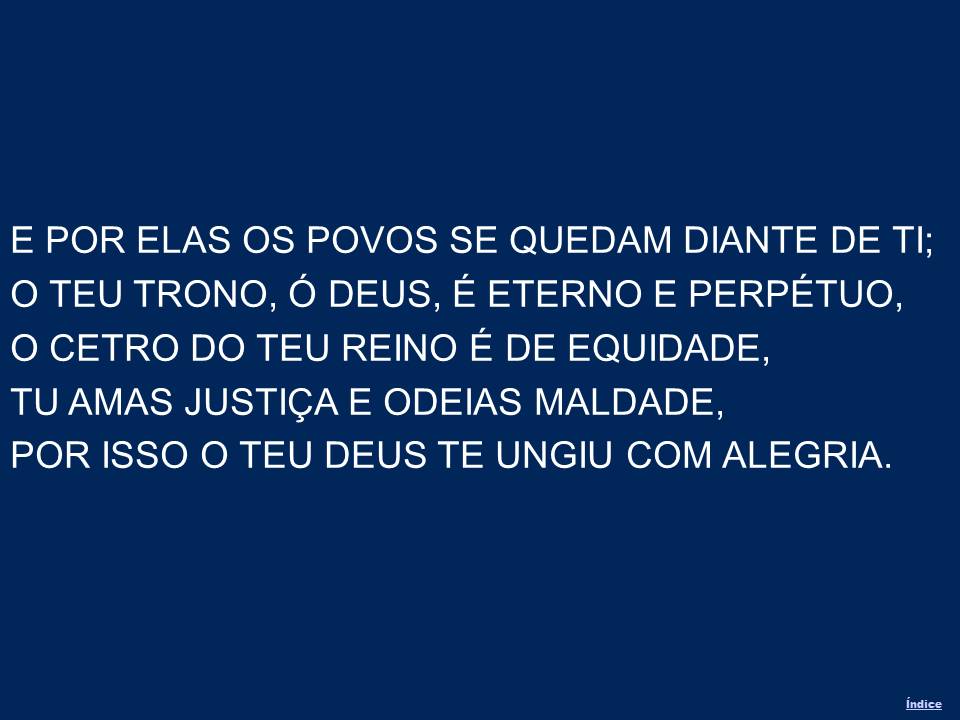 E POR ELAS OS POVOS SE QUEDAM DIANTE DE TI;
O TEU TRONO, Ó DEUS, É ETERNO E PERPÉTUO,
O CETRO DO TEU REINO É DE EQUIDADE,
TU AMAS JUSTIÇA E ODEIAS MALDADE,
POR ISSO O TEU DEUS TE UNGIU COM ALEGRIA.
Índice